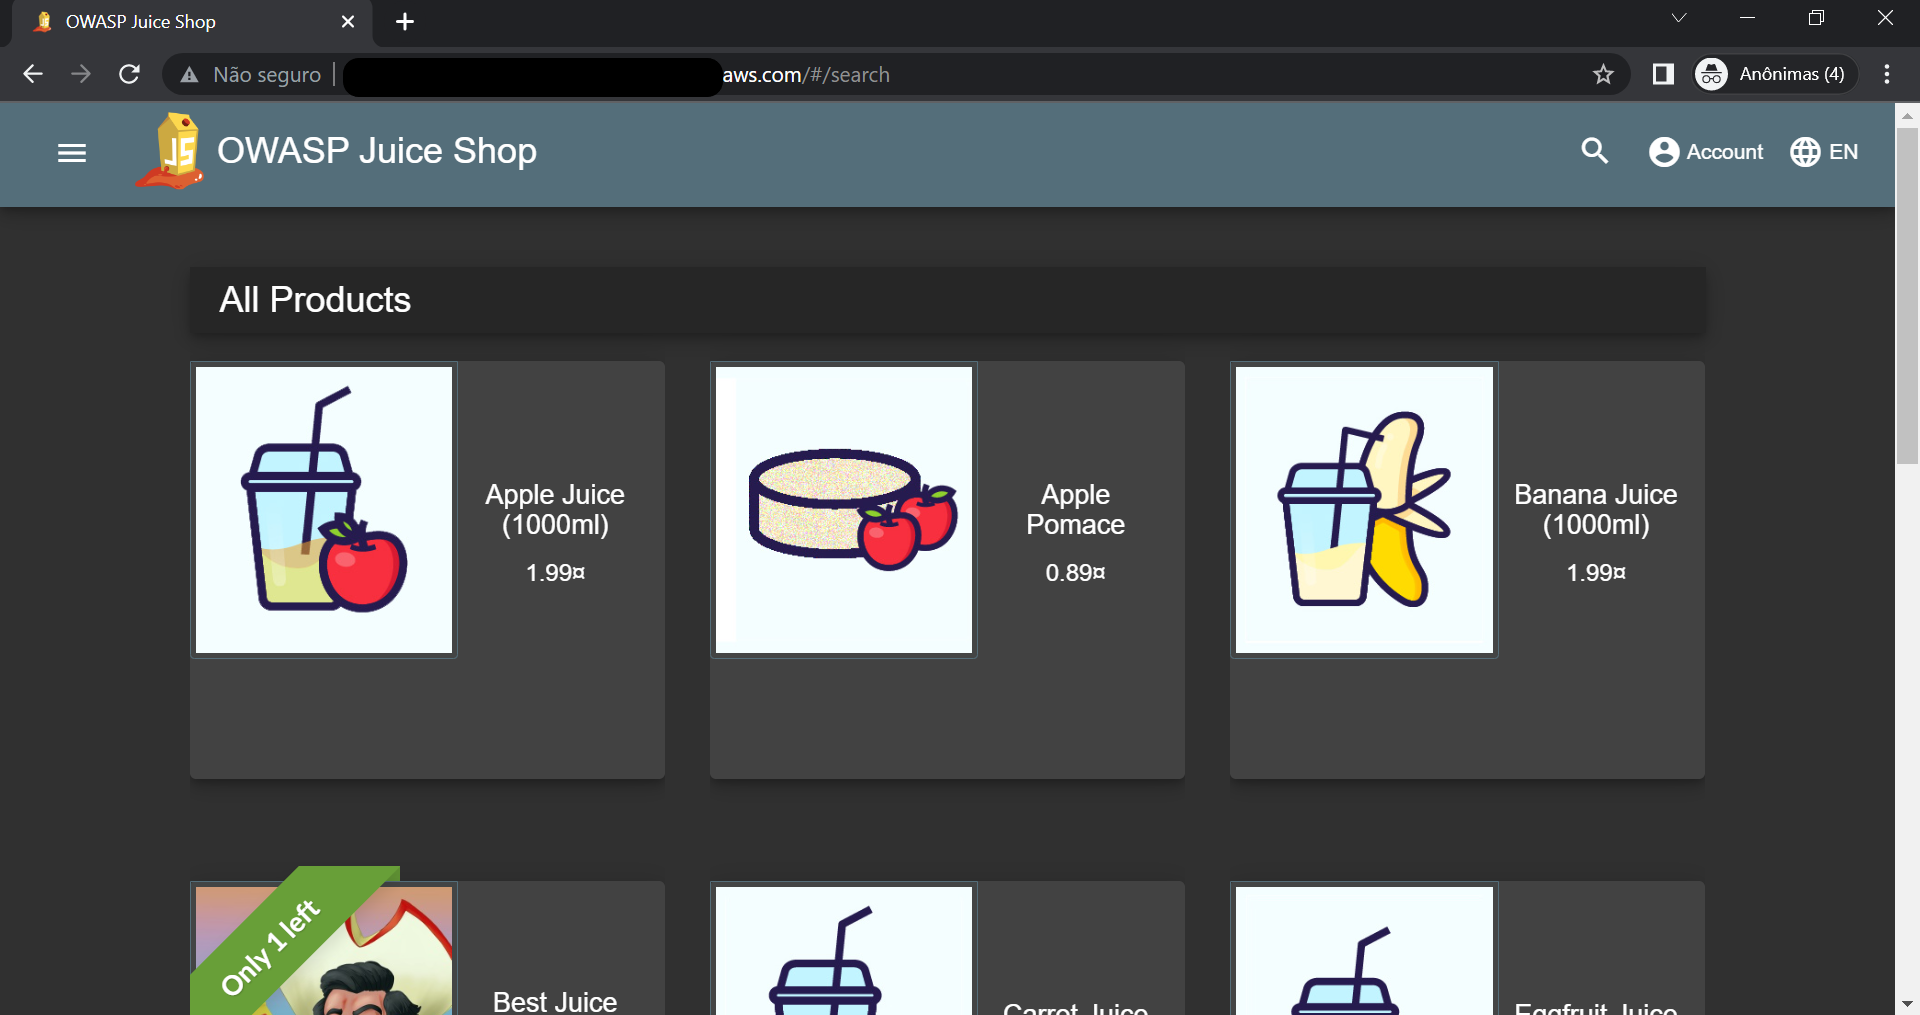 OWASP Juice Shop
Não seguro
aws.com/#/search
Anônimas (4)
JS
OWASP Juice Shop
Account
EN
All Products
Apple Juice
(1000ml)
1.99¤
Apple
Pomace
0.89¤
Banana Juice
(1000ml)
1.99¤
Only 1 left
Best Juice
Carrot Juice
Eggfruit Juice